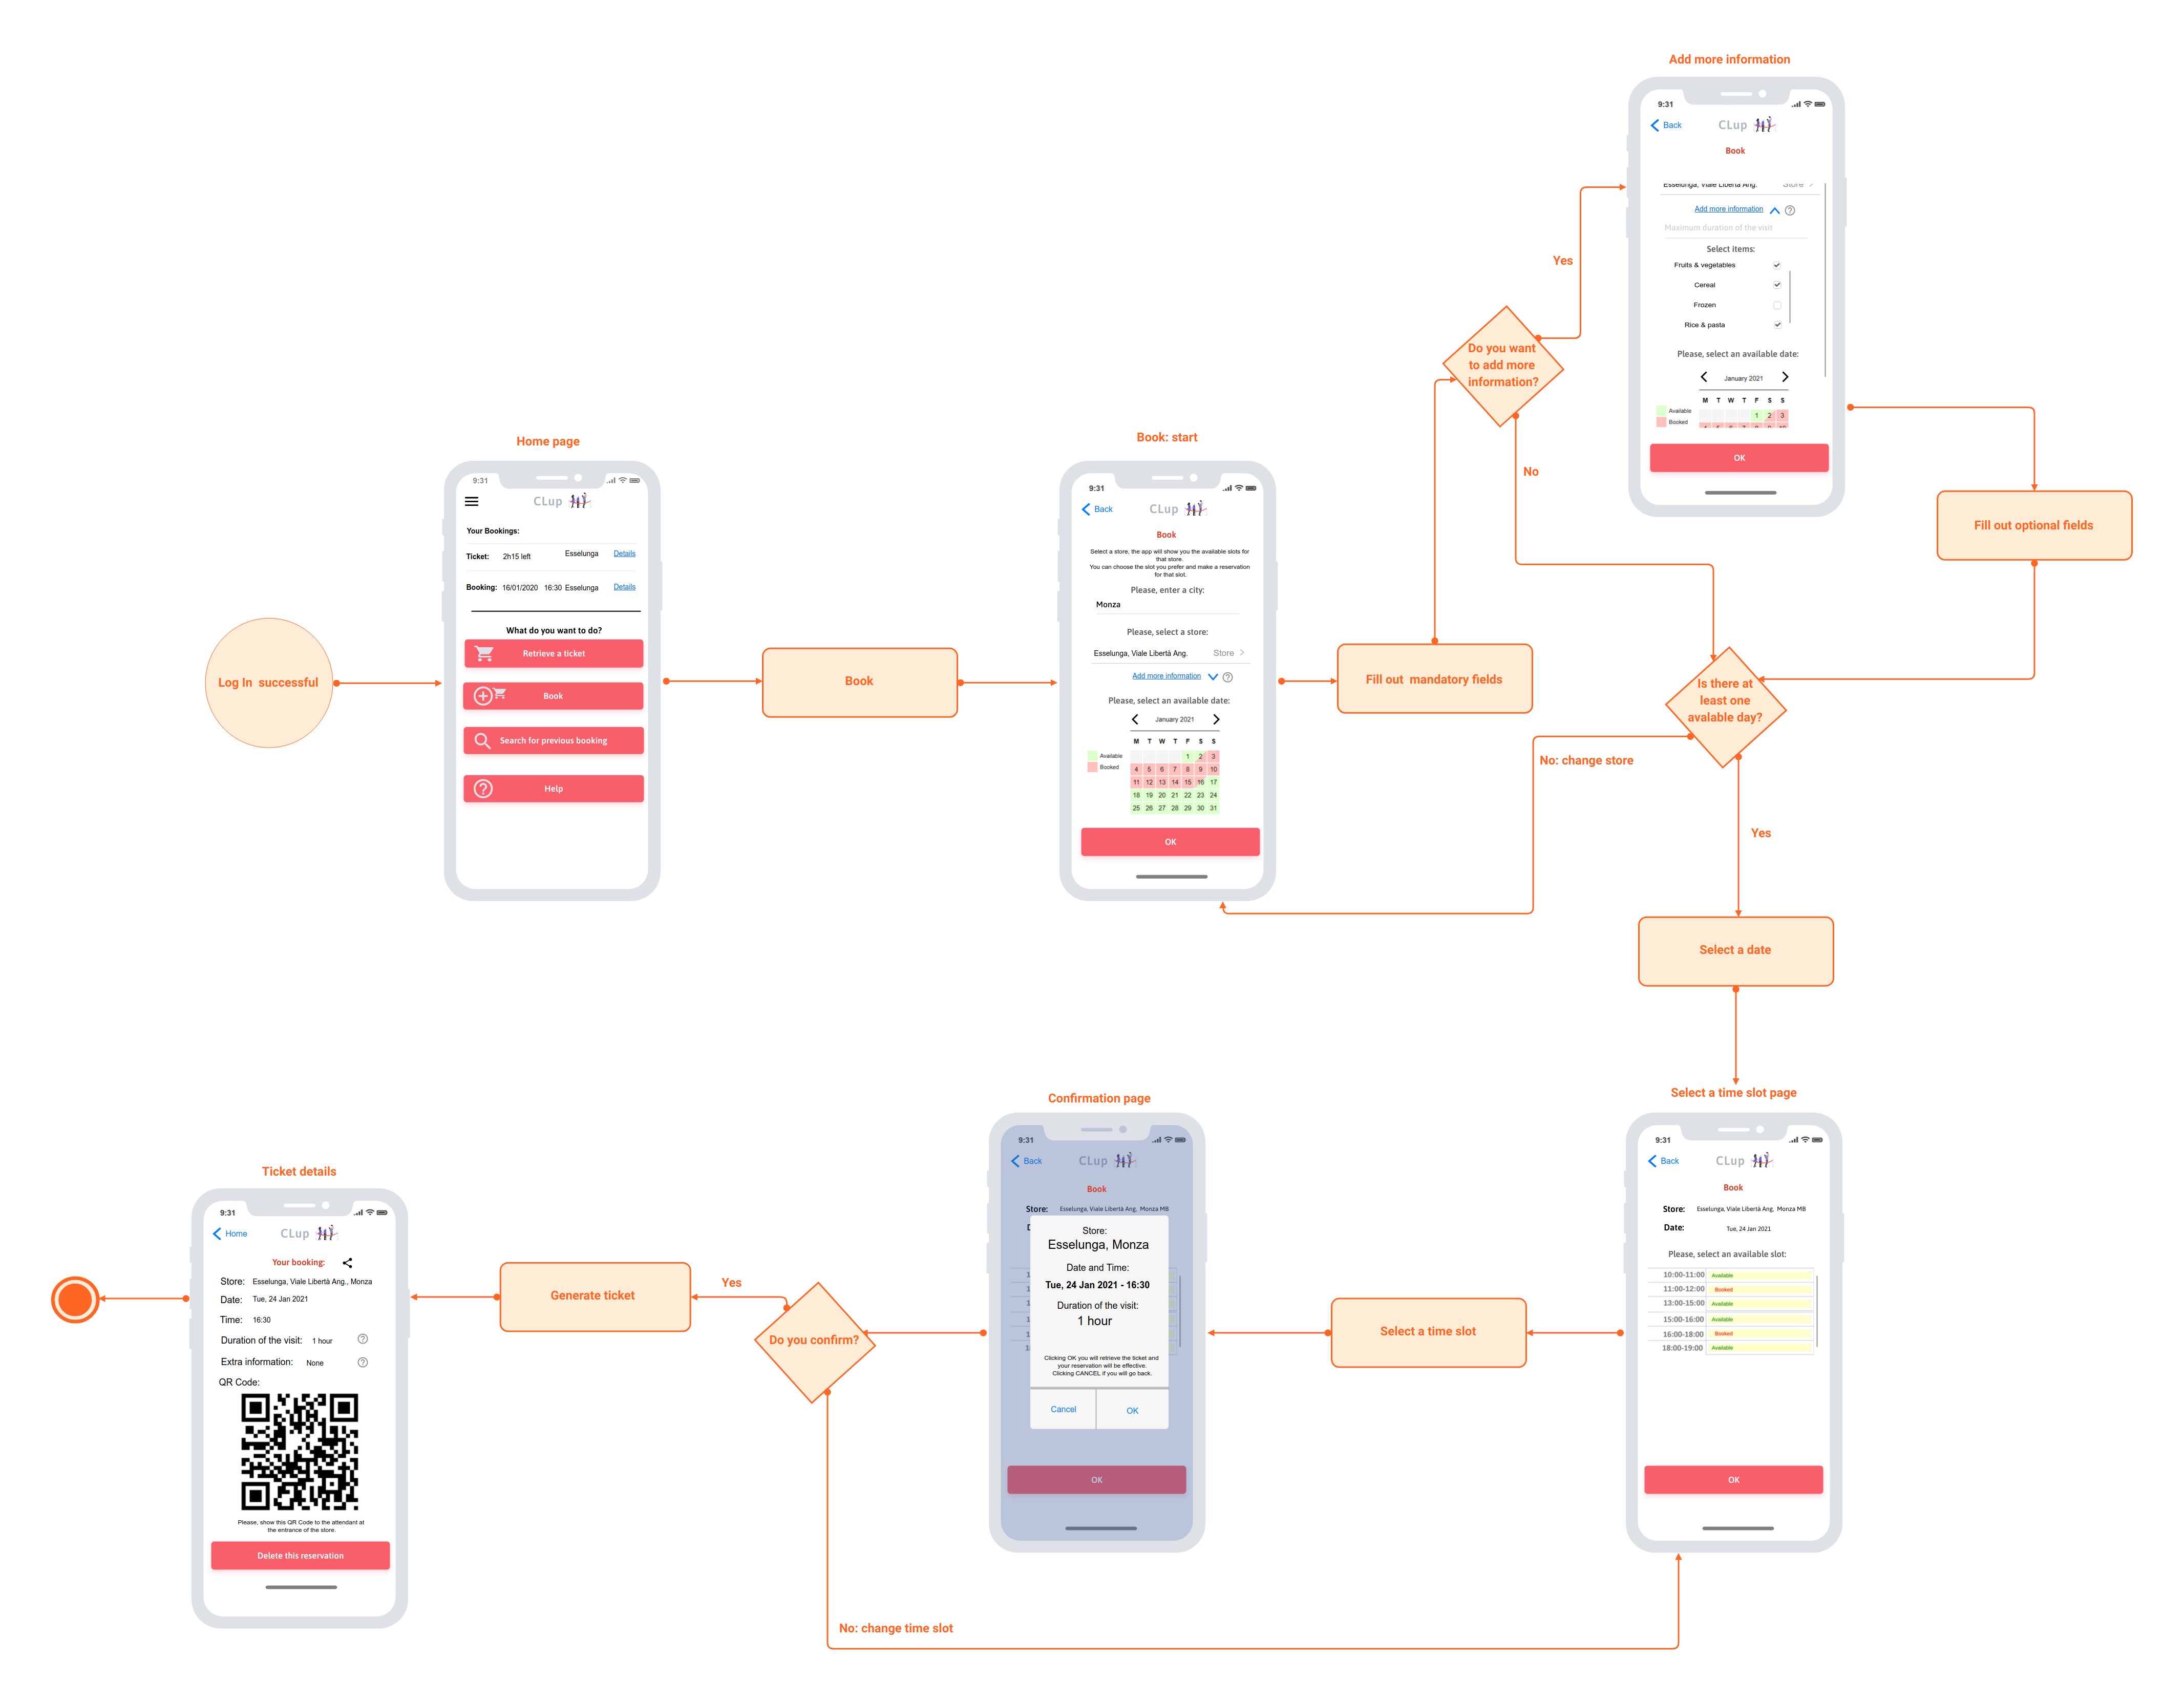 Add more information
9:31
Back
CLup
Book
Esselunga, Viale Libertà Ang. Store
Add more information
Maximum duration of the visit
Select items:
Fruits & vegetables
Cereal
Frozen
Rice & pasta
Please, select an available date:
January 2021
M T W T F S S
Available
1 2 3
Booked
4 5 6 7 8 9 10
OK
Yes
Do you want
to add more
information?
No
Fill out optional fields
Home page
9:31
CLup
Your Bookings:
Ticket: 2h15 left Esselunga Details
Booking: 16/01/2020 16:30 Esselunga Details
What do you want to do?
Retrieve a ticket
Book
Search for previous booking
Help
Log In successful
Book
Book: start
9:31
Back
CLup
Book
Select a store, the app will show you the available slots for
that store.
You can choose the slot you prefer and make a reservation
for that slot.
Please, enter a city:
Monza
Please, select a store:
Esselunga, Viale Libertà Ang. Store
Add more information
Please, select an available date:
January 2021
M T W T F S S
Available
1 2 3
Booked
4 5 6 7 8 9 10
11 12 13 14 15 16 17
18 19 20 21 22 23 24
25 26 27 28 29 30 31
OK
Fill out mandatory fields
Is there at
least one
avalable day?
No: change store
Yes
Select a date
Select a time slot page
9:31
Back
CLup
Book
Store: Esselunga, Viale Libertà Ang, Monza MB
Date: Tue, 24 Jan 2021
Please, select an available slot:
10:00-11:00 Available
11:00-12:00 Booked
13:00-15:00 Available
15:00-16:00 Available
16:00-18:00 Booked
18:00-19:00 Available
OK
Select a time slot
Confirmation page
9:31
Back
CLup
Book
Store: Esselunga, Viale Libertà Ang, Monza MB
D
Store:
Esselunga, Monza
Date and Time:
Tue, 24 Jan 2021 - 16:30
Duration of the visit:
1 hour
Clicking OK you will retrieve the ticket and
your reservation will be effective.
Clicking CANCEL if you will go back.
Cancel
OK
1
1
1
1
1
1
OK
Do you confirm?
Yes
No: change time slot
Generate ticket
Ticket details
9:31
Home
CLup
Your booking:
Store: Esselunga, Viale Libertà Ang., Monza
Date: Tue, 24 Jan 2021
Time: 16:30
Duration of the visit: 1 hour
Extra information: None
QR Code:
Please, show this QR Code to the attendant at
the entrance of the store.
Delete this reservation